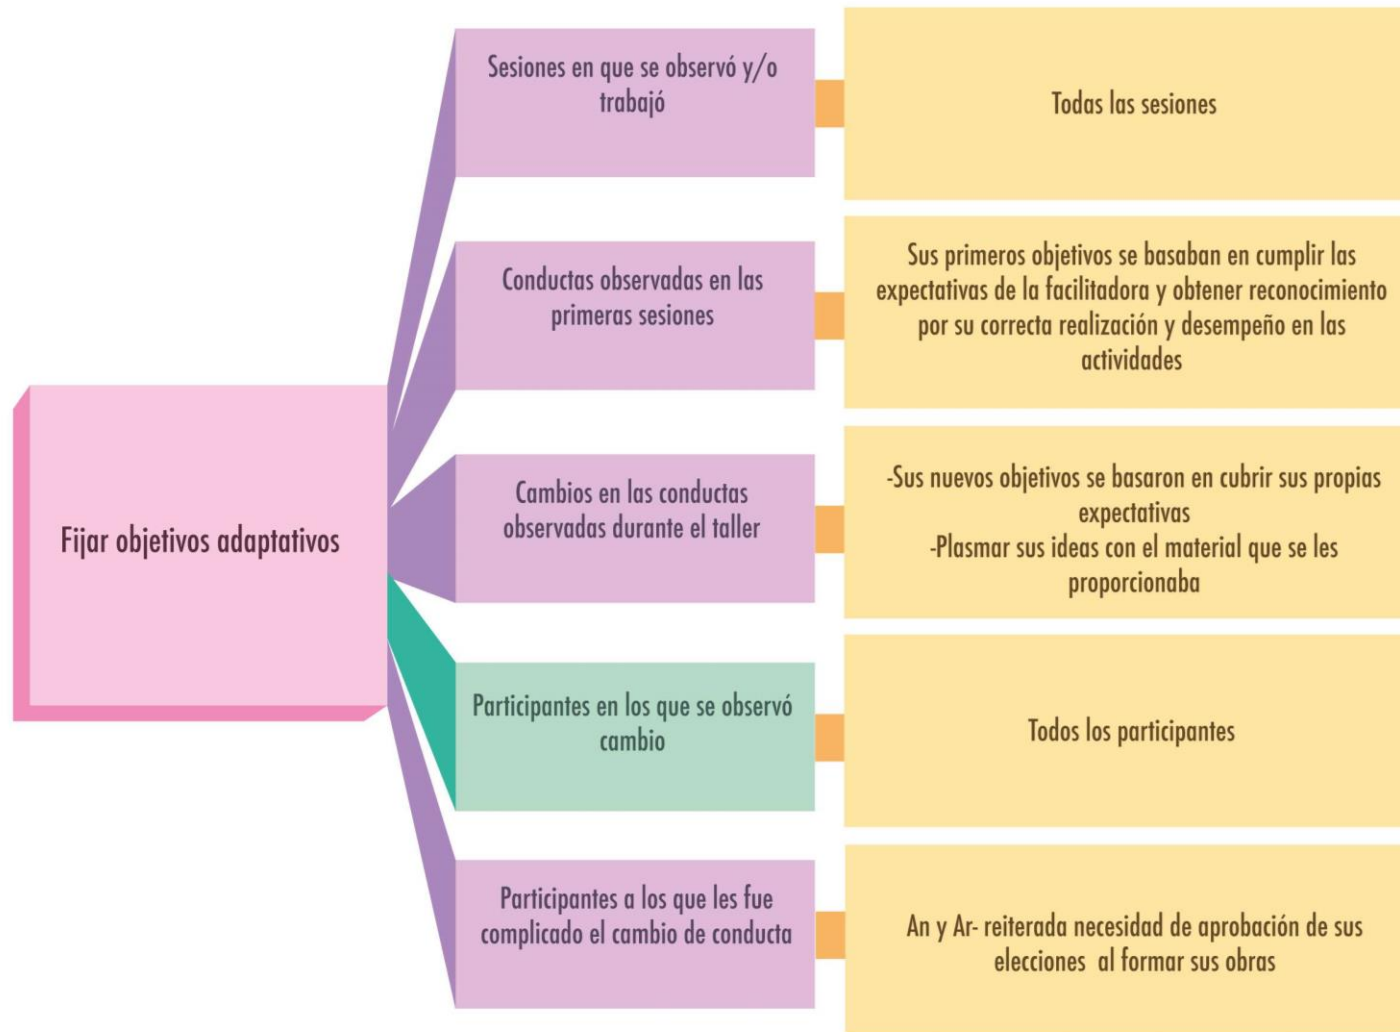 Fijar objetivos adaptativos
Sesiones en que se observó y/o
trabajó
Todas las sesiones
Conductas observadas en las
primeras sesiones
Sus primeros objetivos se basaban en cumplir las
expectativas de la facilitadora y obtener reconocimiento
por su correcta realización y desempeño en las
actividades
Cambios en las conductas
observadas durante el taller
-Sus nuevos objetivos se basaron en cubrir sus propias
expectativas
-Plasmar sus ideas con el material que se les
proporcionaba
Participantes en los que se observó
cambio
Todos los participantes
Participantes a los que les fue
complicado el cambio de conducta
An y Ar- reiterada necesidad de aprobación de sus
elecciones al formar sus obras